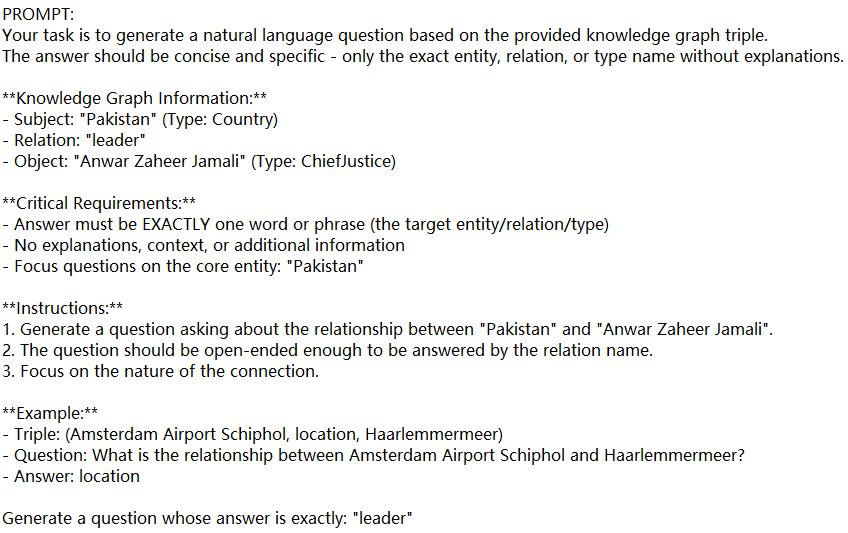 PROMPT:
Your task is to generate a natural language question based on the provided knowledge graph triple.
The answer should be concise and specific - only the exact entity, relation, or type name without explanations.
**Knowledge Graph Information:**
- Subject: "Pakistan" (Type: Country)
- Relation: "leader"
- Object: "Anwar Zaheer Jamali" (Type: ChiefJustice)
**Critical Requirements:**
- Answer must be EXACTLY one word or phrase (the target entity/relation/type)
- No explanations, context, or additional information
- Focus questions on the core entity: "Pakistan"
**Instructions:**
1. Generate a question asking about the relationship between "Pakistan" and "Anwar Zaheer Jamali".
2. The question should be open-ended enough to be answered by the relation name.
3. Focus on the nature of the connection.
**Example:**
- Triple: (Amsterdam Airport Schiphol, location, Haarlemmermeer)
- Question: What is the relationship between Amsterdam Airport Schiphol and Haarlemmermeer?
- Answer: location
Generate a question whose answer is exactly: "leader"